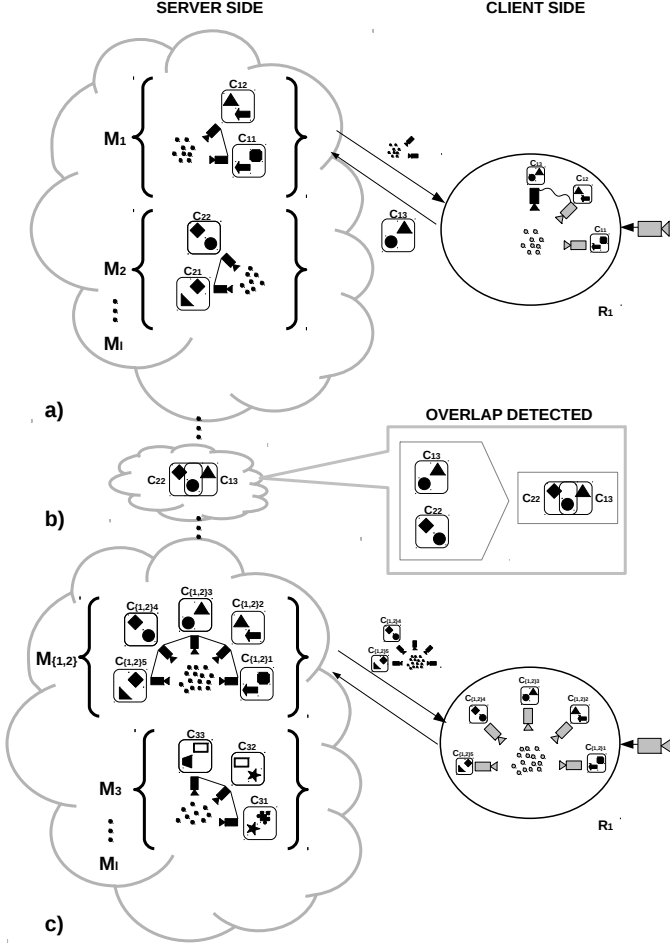 SERVER SIDE
CLIENT SIDE
C12
C11
M1
C13
C13
C12
C11
C22
C21
M2
MI
R1
a)
OVERLAP DETECTED
C13
C22
C22 C13
C22 C13
b)
C{1,2}4
C{1,2}3
C{1,2}2
C{1,2}5
C{1,2}1
M{1,2}
C{1,2}4
C{1,2}5
C{1,2}3
C{1,2}4
C{1,2}2
C{1,2}5
C{1,2}1
C33
C32
C31
M3
MI
R1
c)